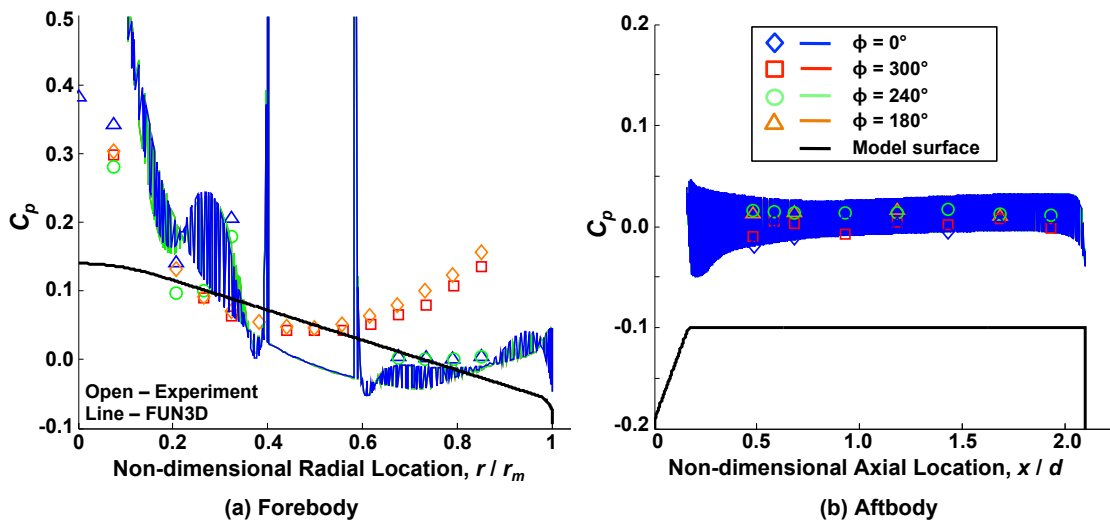 0.5
0.4
0.3
0.2
0.1
0.0
-0.1
C_p
Open – Experiment
Line – FUN3D
0 0.2 0.4 0.6 0.8 1
Non-dimensional Radial Location, r / r_m
(a) Forebody
0.2
0.1
0.0
-0.1
-0.2
C_p
ϕ = 0°
ϕ = 300°
ϕ = 240°
ϕ = 180°
Model surface
0 0.5 1.0 1.5 2.0
Non-dimensional Axial Location, x / d
(b) Aftbody